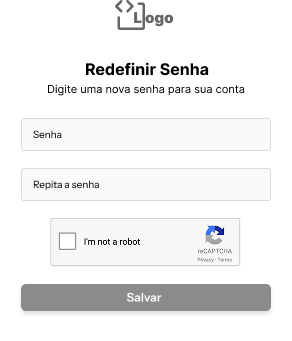 Logo
Redefinir Senha
Digite uma nova senha para sua conta
Senha
Repita a senha
I'm not a robot
reCAPTCHA
Privacy - Terms
Salvar